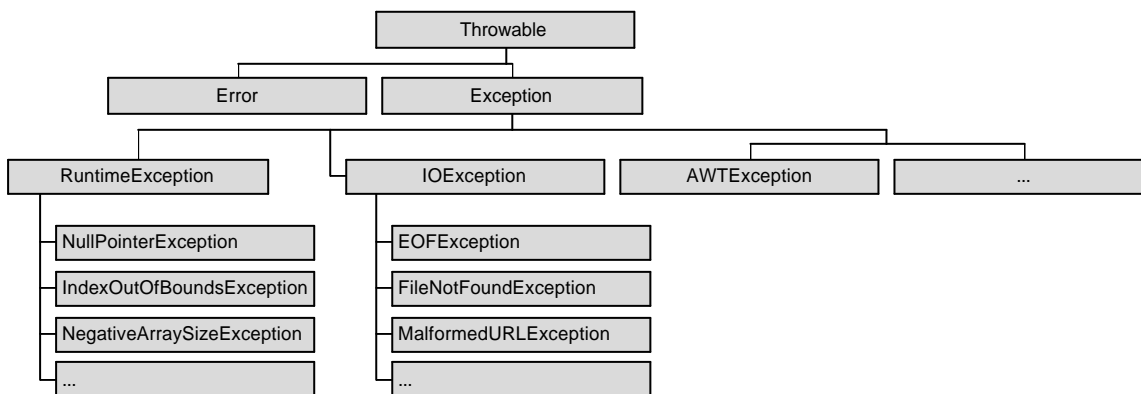 Throwable
Error
Exception
RuntimeException
IOException
AWTException
...
NullPointerException
IndexOutOfBoundsException
NegativeArraySizeException
...
EOFException
FileNotFoundException
MalformedURLException
...